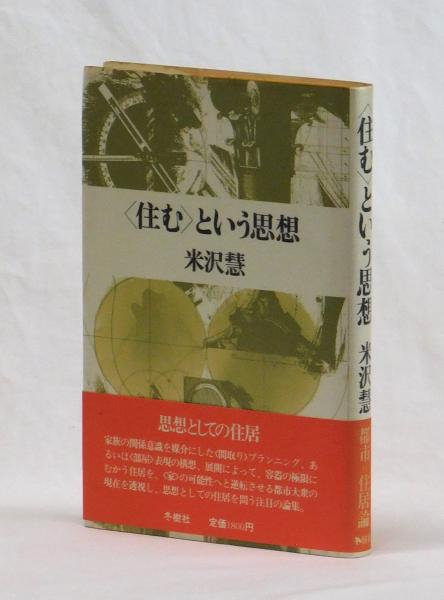 〈住む〉という思想
米沢慧
思想としての住居
家族の関係意識を媒介にした〈間取り〉プランニング、あ
るいは〈部屋〉表現の構想、展開によって、容器の極限に
むかう住居を、〈家〉の可能性へと逆転させる都市大衆の
現在を透視し、思想としての住居を問う注目の論集。
冬樹社 定価1800円
〈住む〉という思想 米沢慧
住居論